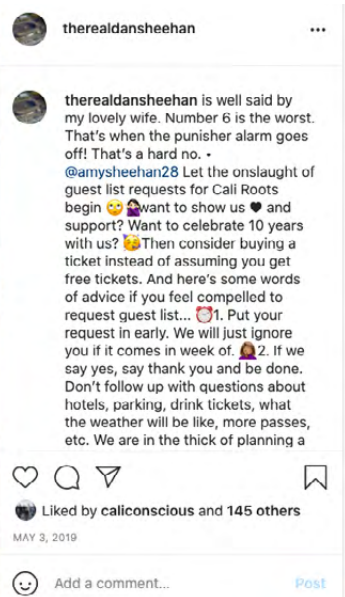 therealdansheehan
•••
therealdansheehan is well said by
my lovely wife. Number 6 is the worst.
That's when the punisher alarm goes
off! That's a hard no. •
@amysheehan28 Let the onslaught of
guest list requests for Cali Roots
begin 🙄🤷🏻‍♀️want to show us 🖤 and
support? Want to celebrate 10 years
with us? 🥳Then consider buying a
ticket instead of assuming you get
free tickets. And here's some words
of advice if you feel compelled to
request guest list... ⏰1. Put your
request in early. We will just ignore
you if it comes in week of. 🤦🏽‍♀️2. If we
say yes, say thank you and be done.
Don't follow up with questions about
hotels, parking, drink tickets, what
the weather will be like, more passes,
etc. We are in the thick of planning a
Liked by caliconscious and 145 others
MAY 3, 2019
Add a comment...
Post